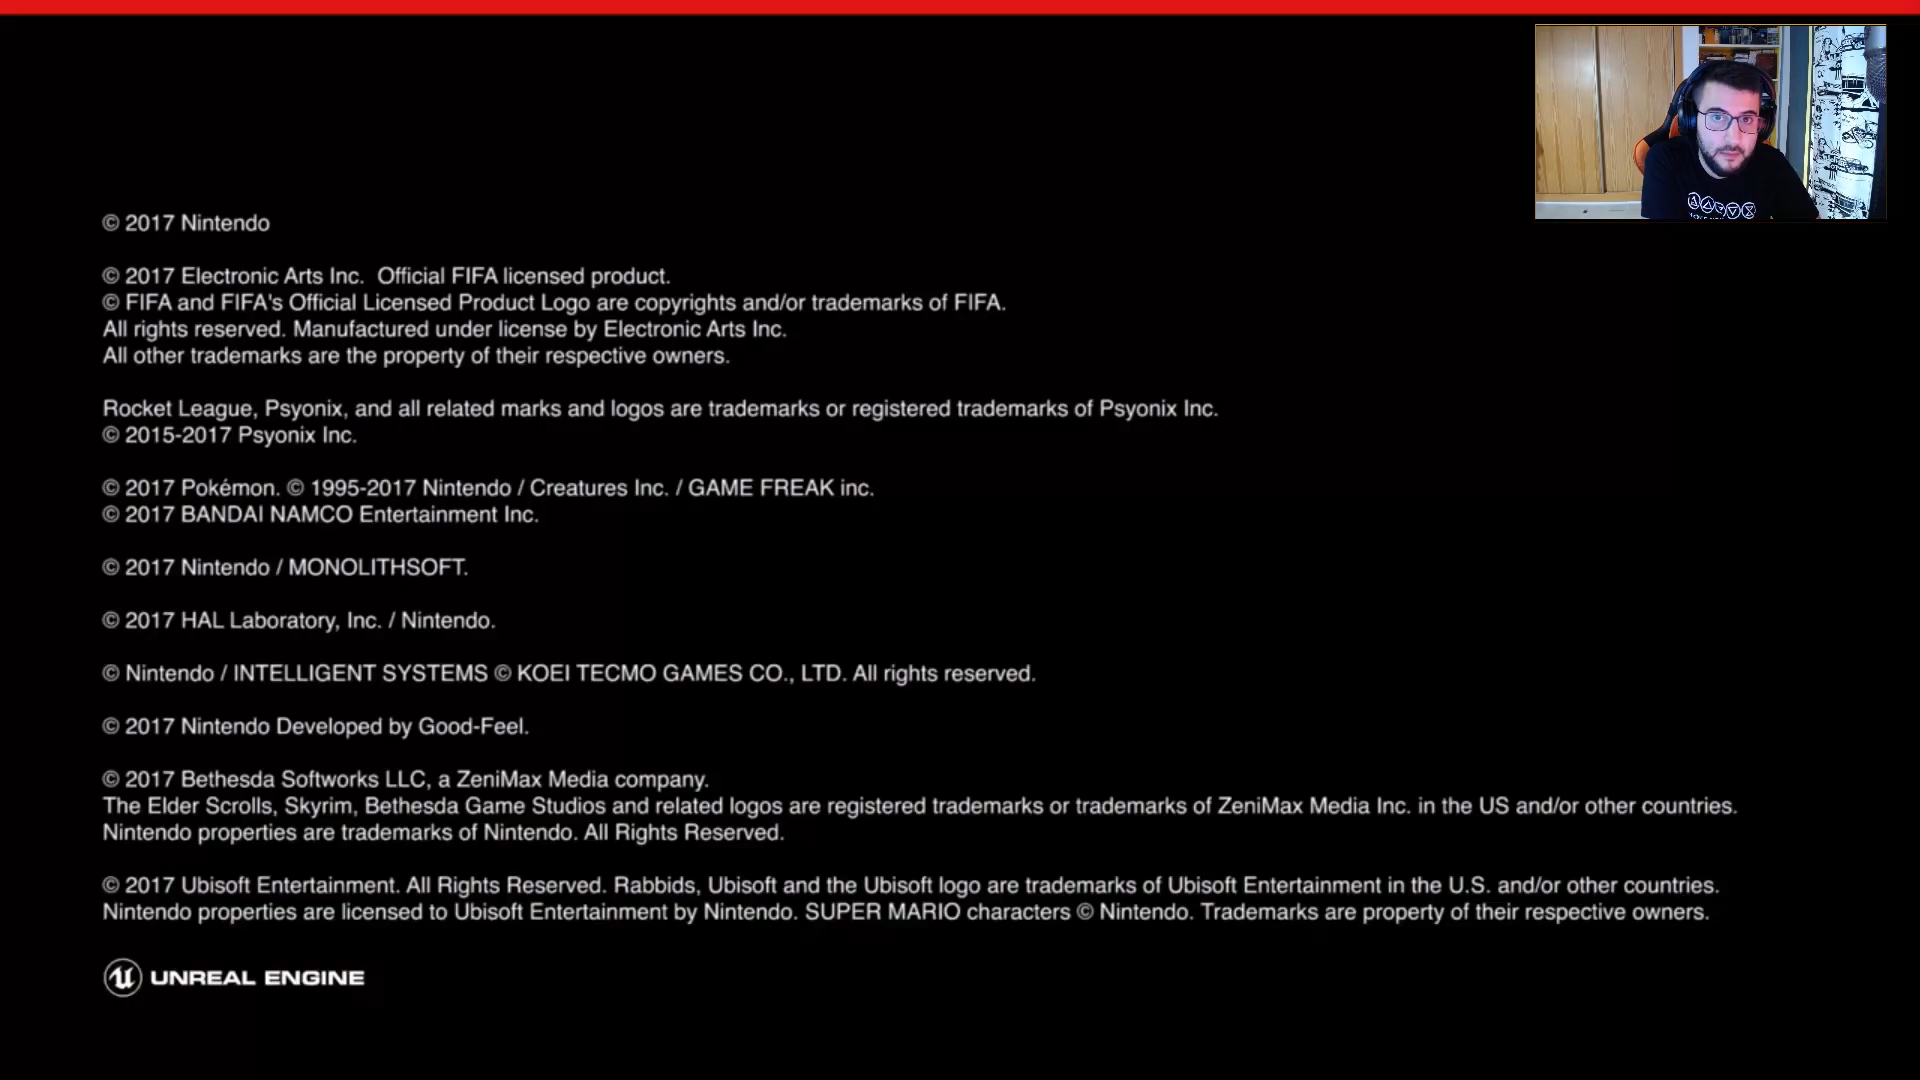 © 2017 Nintendo
© 2017 Electronic Arts Inc.  Official FIFA licensed product.
© FIFA and FIFA's Official Licensed Product Logo are copyrights and/or trademarks of FIFA.
All rights reserved. Manufactured under license by Electronic Arts Inc.
All other trademarks are the property of their respective owners.
Rocket League, Psyonix, and all related marks and logos are trademarks or registered trademarks of Psyonix Inc.
© 2015-2017 Psyonix Inc.
© 2017 Pokémon. © 1995-2017 Nintendo / Creatures Inc. / GAME FREAK inc.
© 2017 BANDAI NAMCO Entertainment Inc.
© 2017 Nintendo / MONOLITHSOFT.
© 2017 HAL Laboratory, Inc. / Nintendo.
© Nintendo / INTELLIGENT SYSTEMS © KOEI TECMO GAMES CO., LTD. All rights reserved.
© 2017 Nintendo Developed by Good-Feel.
© 2017 Bethesda Softworks LLC, a ZeniMax Media company.
The Elder Scrolls, Skyrim, Bethesda Game Studios and related logos are registered trademarks or trademarks of ZeniMax Media Inc. in the US and/or other countries.
Nintendo properties are trademarks of Nintendo. All Rights Reserved.
© 2017 Ubisoft Entertainment. All Rights Reserved. Rabbids, Ubisoft and the Ubisoft logo are trademarks of Ubisoft Entertainment in the U.S. and/or other countries.
Nintendo properties are licensed to Ubisoft Entertainment by Nintendo. SUPER MARIO characters © Nintendo. Trademarks are property of their respective owners.
UNREAL ENGINE